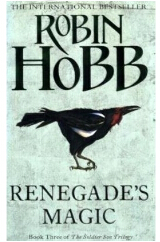 THE INTERNATIONAL BESTSELLER
ROBIN
HOBB
RENEGADE'S
MAGIC
Book Three of The Soldier Son Trilogy